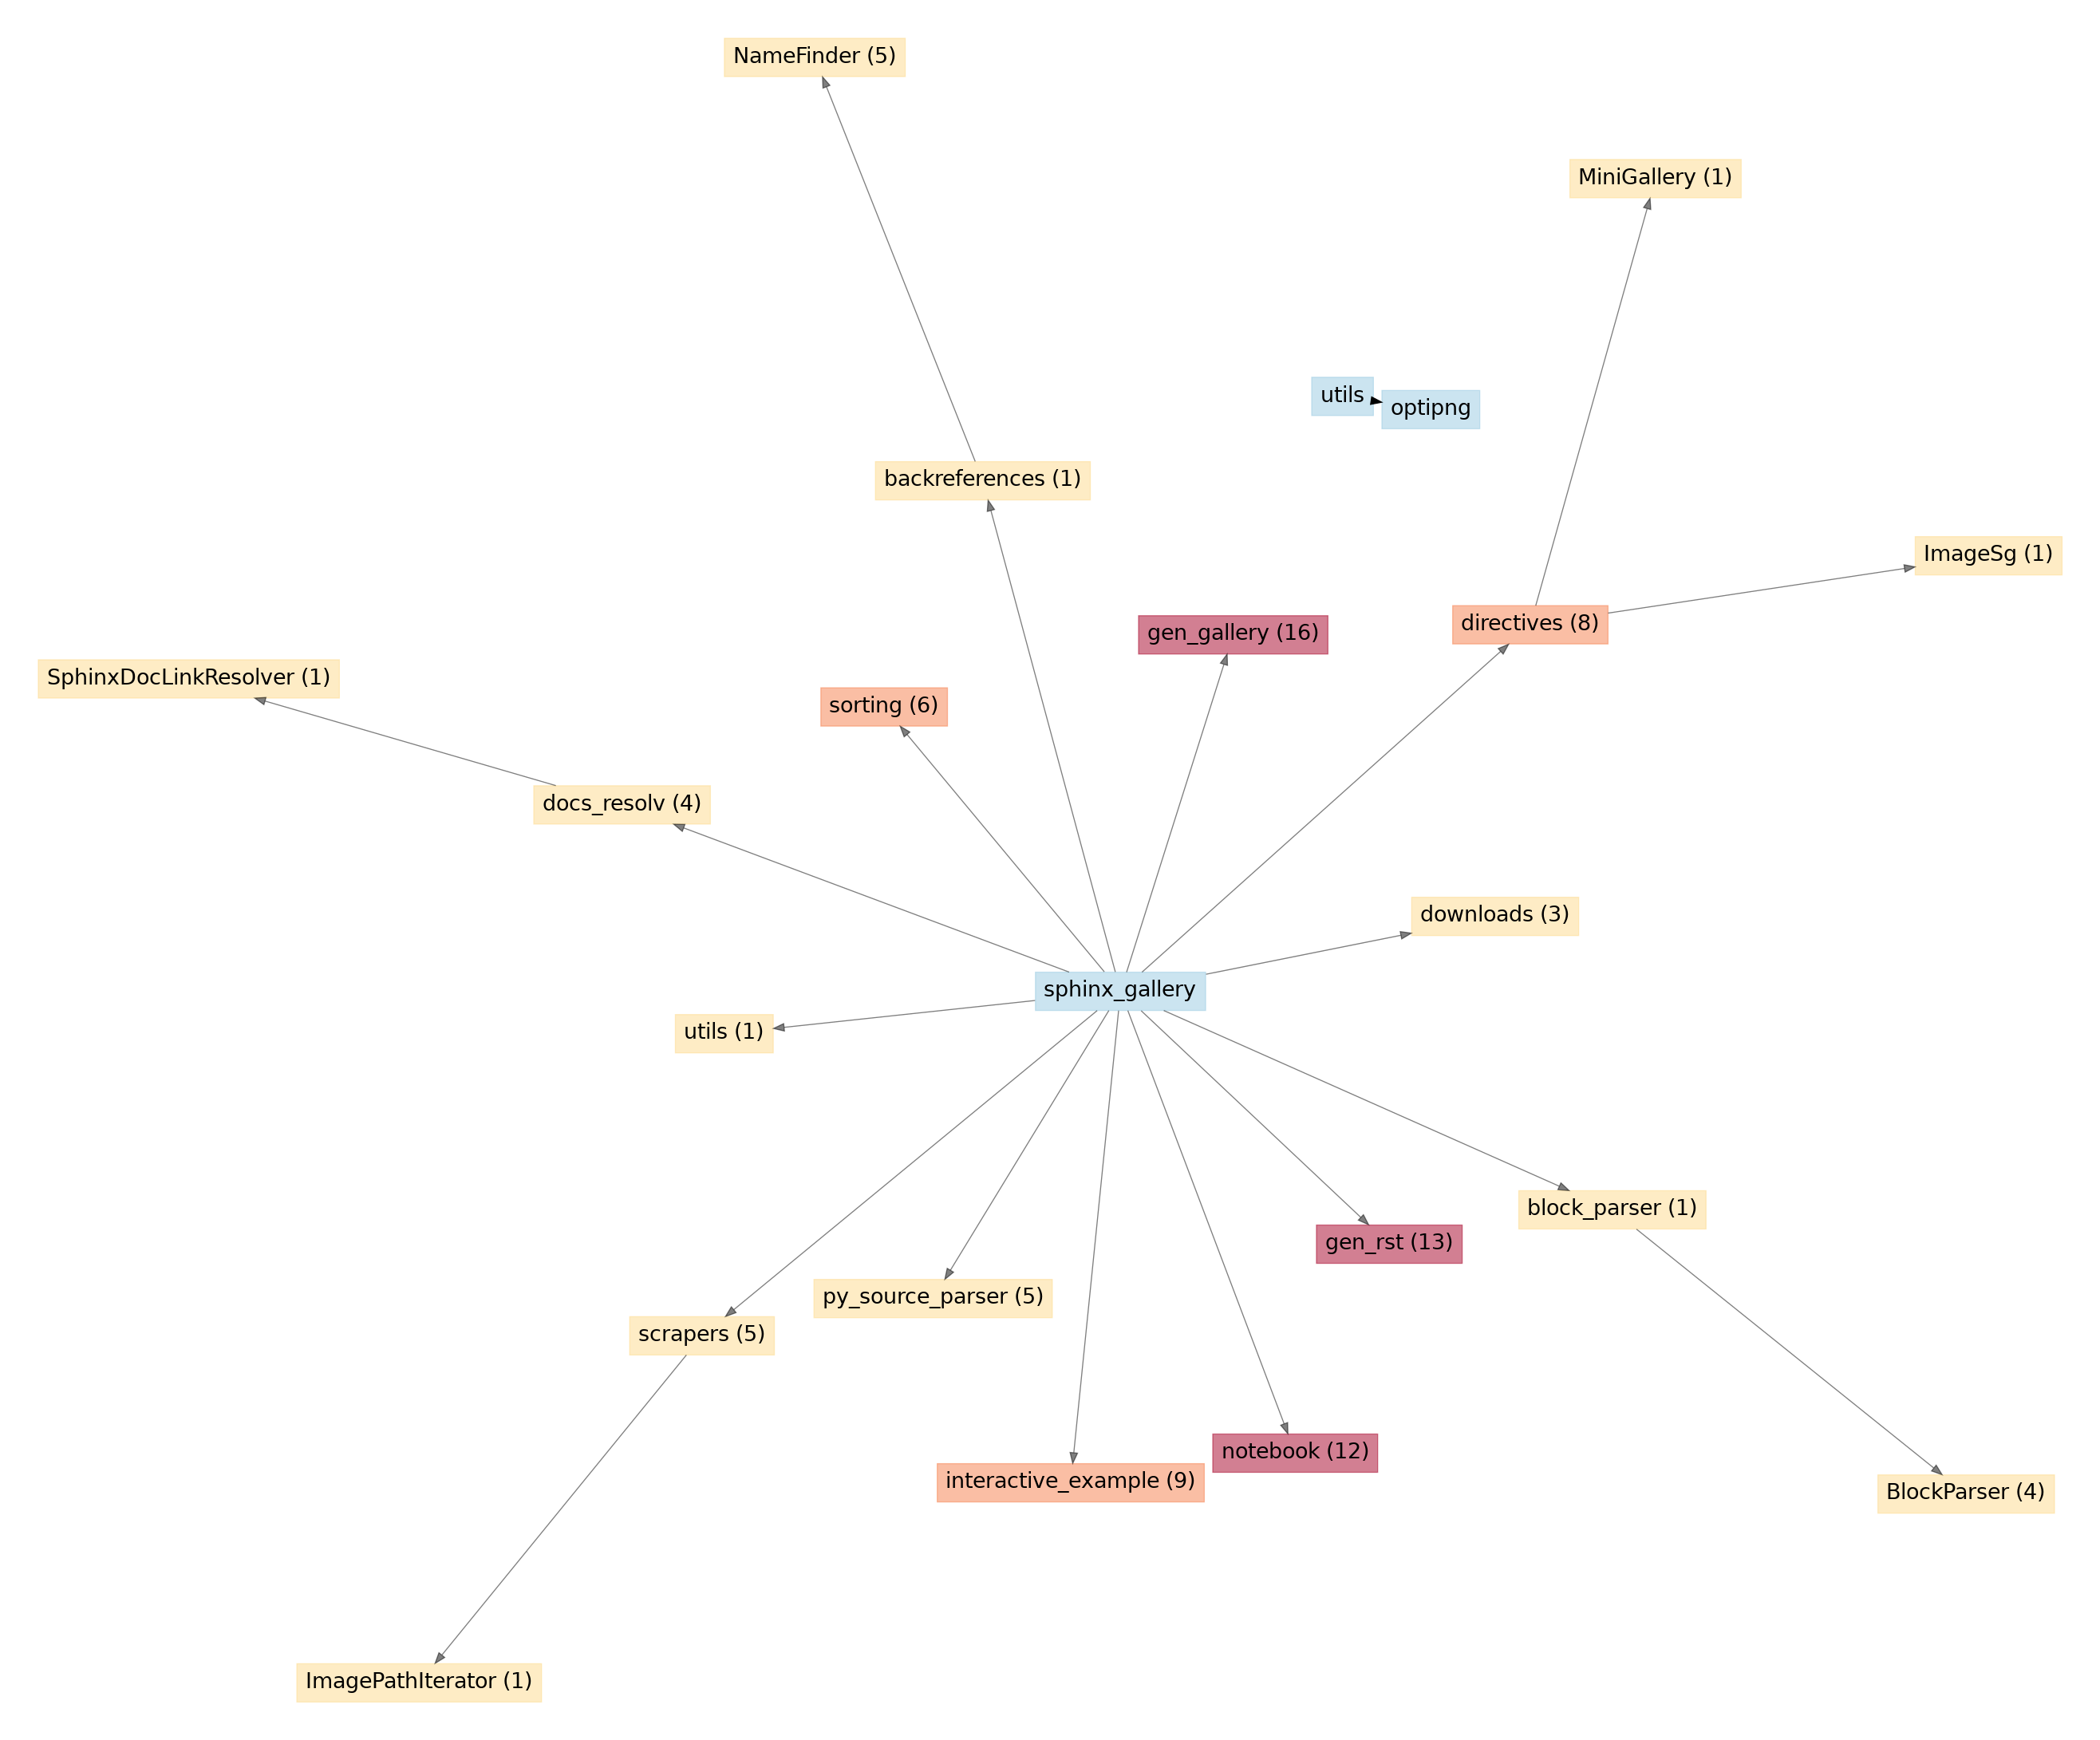 NameFinder (5)
MiniGallery (1)
utils
optipng
backreferences (1)
ImageSg (1)
directives (8)
gen_gallery (16)
SphinxDocLinkResolver (1)
sorting (6)
docs_resolv (4)
downloads (3)
sphinx_gallery
utils (1)
block_parser (1)
gen_rst (13)
py_source_parser (5)
scrapers (5)
notebook (12)
interactive_example (9)
BlockParser (4)
ImagePathIterator (1)